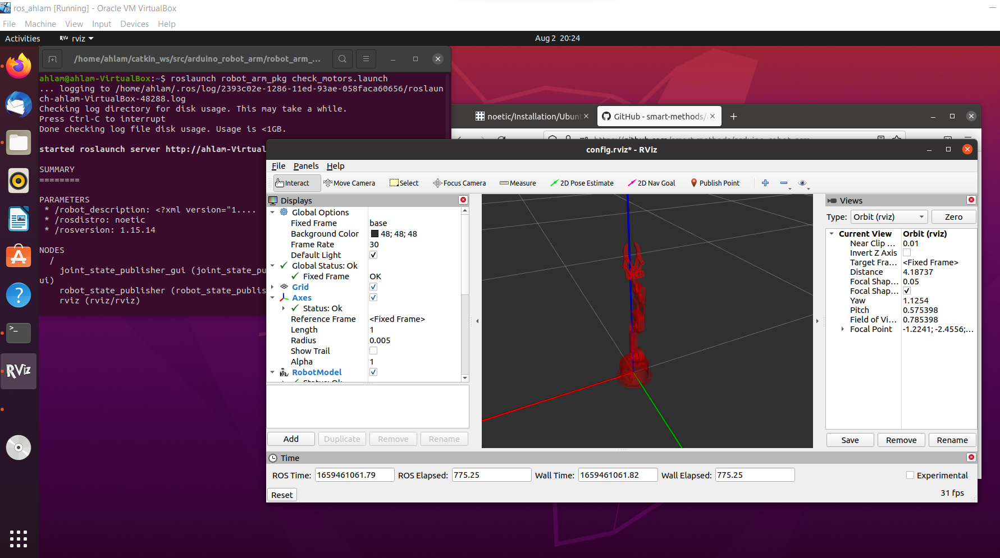 ros_ahlam [Running] - Oracle VM VirtualBox
File Machine View Input Devices Help
Activities
RViz rviz
Aug 2 20:24
/home/ahlam/catkin_ws/src/arduino_robot_arm/robot_arm_...
ahlam@ahlam-VirtualBox:~$ roslaunch robot_arm_pkg check_motors.launch
... logging to /home/ahlam/.ros/log/2393c02e-1286-11ed-93ae-058faca60656/roslaun
ch-ahlam-VirtualBox-48288.log
Checking log directory for disk usage. This may take a while.
Press Ctrl-C to interrupt
Done checking log file disk usage. Usage is <1GB.
started roslaunch server http://ahlam-Virtual
SUMMARY
========
PARAMETERS
* /robot_description: <?xml version="1....
* /rosdistro: noetic
* /rosversion: 1.15.14
NODES
/
joint_state_publisher_gui (joint_state_pu
ui)
robot_state_publisher (robot_state_publis
rviz (rviz/rviz)
>_
RViz
noetic/Installation/Ubun
GitHub - smart-methods/
config.rviz* - RViz
File Panels Help
Interact Move Camera Select Focus Camera Measure 2D Pose Estimate 2D Nav Goal Publish Point
Displays
Global Options
Fixed Frame base
Background Color 48; 48; 48
Frame Rate 30
Default Light
Global Status: Ok
Fixed Frame OK
Grid
Axes
Status: Ok
Reference Frame <Fixed Frame>
Length 1
Radius 0.005
Show Trail
Alpha 1
RobotModel
Status: Ok
Add Duplicate Remove Rename
Views
Type: Orbit (rviz) Zero
Current View Orbit (rviz)
Near Clip ... 0.01
Invert Z Axis
Target Fra... <Fixed Frame>
Distance 4.18737
Focal Shap... 0.05
Focal Shap...
Yaw 1.1254
Pitch 0.575398
Field of Vi... 0.785398
Focal Point -1.2241; -2.4556;...
Save Remove Rename
Time
ROS Time: 1659461061.79 ROS Elapsed: 775.25 Wall Time: 1659461061.82 Wall Elapsed: 775.25 Experimental
Reset
31 fps